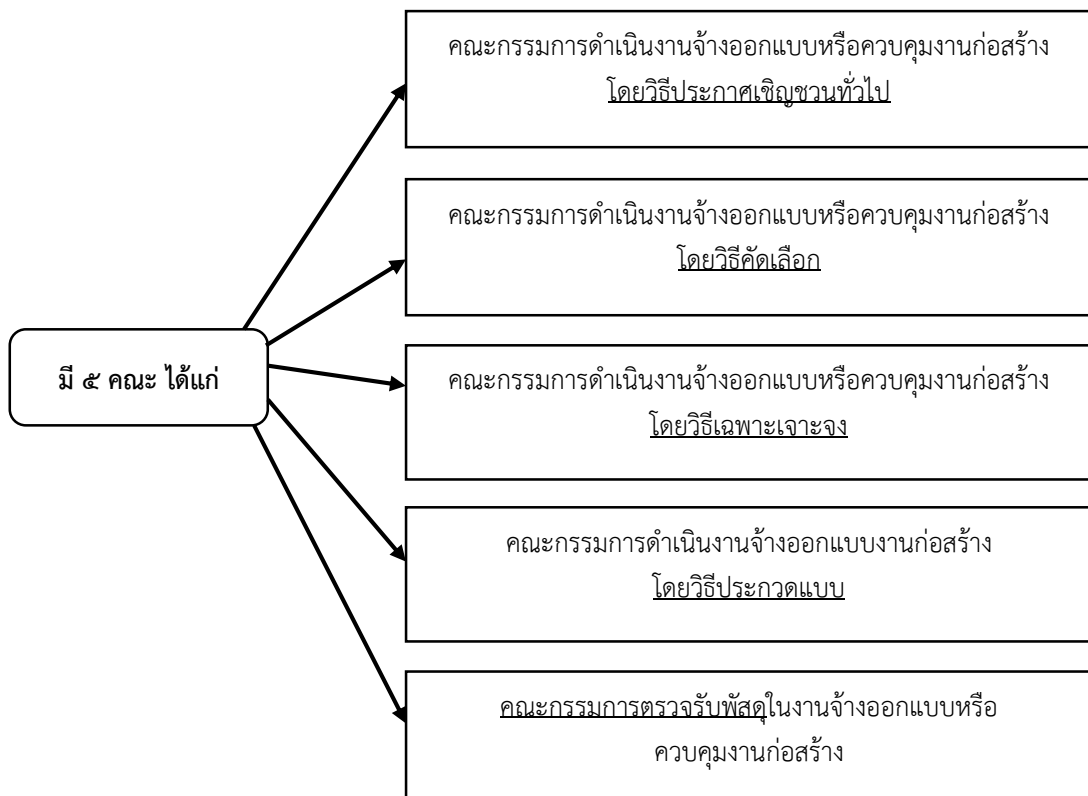 คณะกรรมการดำเนินงานจ้างออกแบบหรือควบคุมงานก่อสร้าง
โดยวิธีประกาศเชิญชวนทั่วไป
คณะกรรมการดำเนินงานจ้างออกแบบหรือควบคุมงานก่อสร้าง
โดยวิธีคัดเลือก
มี ๕ คณะ ได้แก่
คณะกรรมการดำเนินงานจ้างออกแบบหรือควบคุมงานก่อสร้าง
โดยวิธีเฉพาะเจาะจง
คณะกรรมการดำเนินงานจ้างออกแบบงานก่อสร้าง
โดยวิธีประกวดแบบ
คณะกรรมการตรวจรับพัสดุในงานจ้างออกแบบหรือ
ควบคุมงานก่อสร้าง